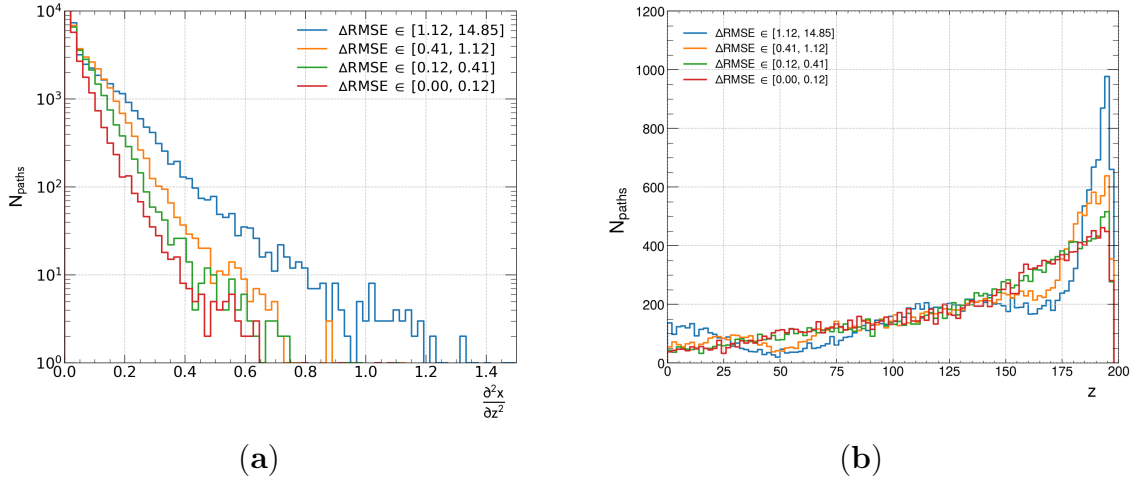 10⁴
10³
10²
10¹
10⁰
N_paths
ΔRMSE ∈ [1.12, 14.85]
ΔRMSE ∈ [0.41, 1.12]
ΔRMSE ∈ [0.12, 0.41]
ΔRMSE ∈ [0.00, 0.12]
0.0 0.2 0.4 0.6 0.8 1.0 1.2 1.4
∂²x
∂z²
(a)
1200
1000
800
600
400
200
0
N_paths
ΔRMSE ∈ [1.12, 14.85]
ΔRMSE ∈ [0.41, 1.12]
ΔRMSE ∈ [0.12, 0.41]
ΔRMSE ∈ [0.00, 0.12]
0 25 50 75 100 125 150 175 200
z
(b)